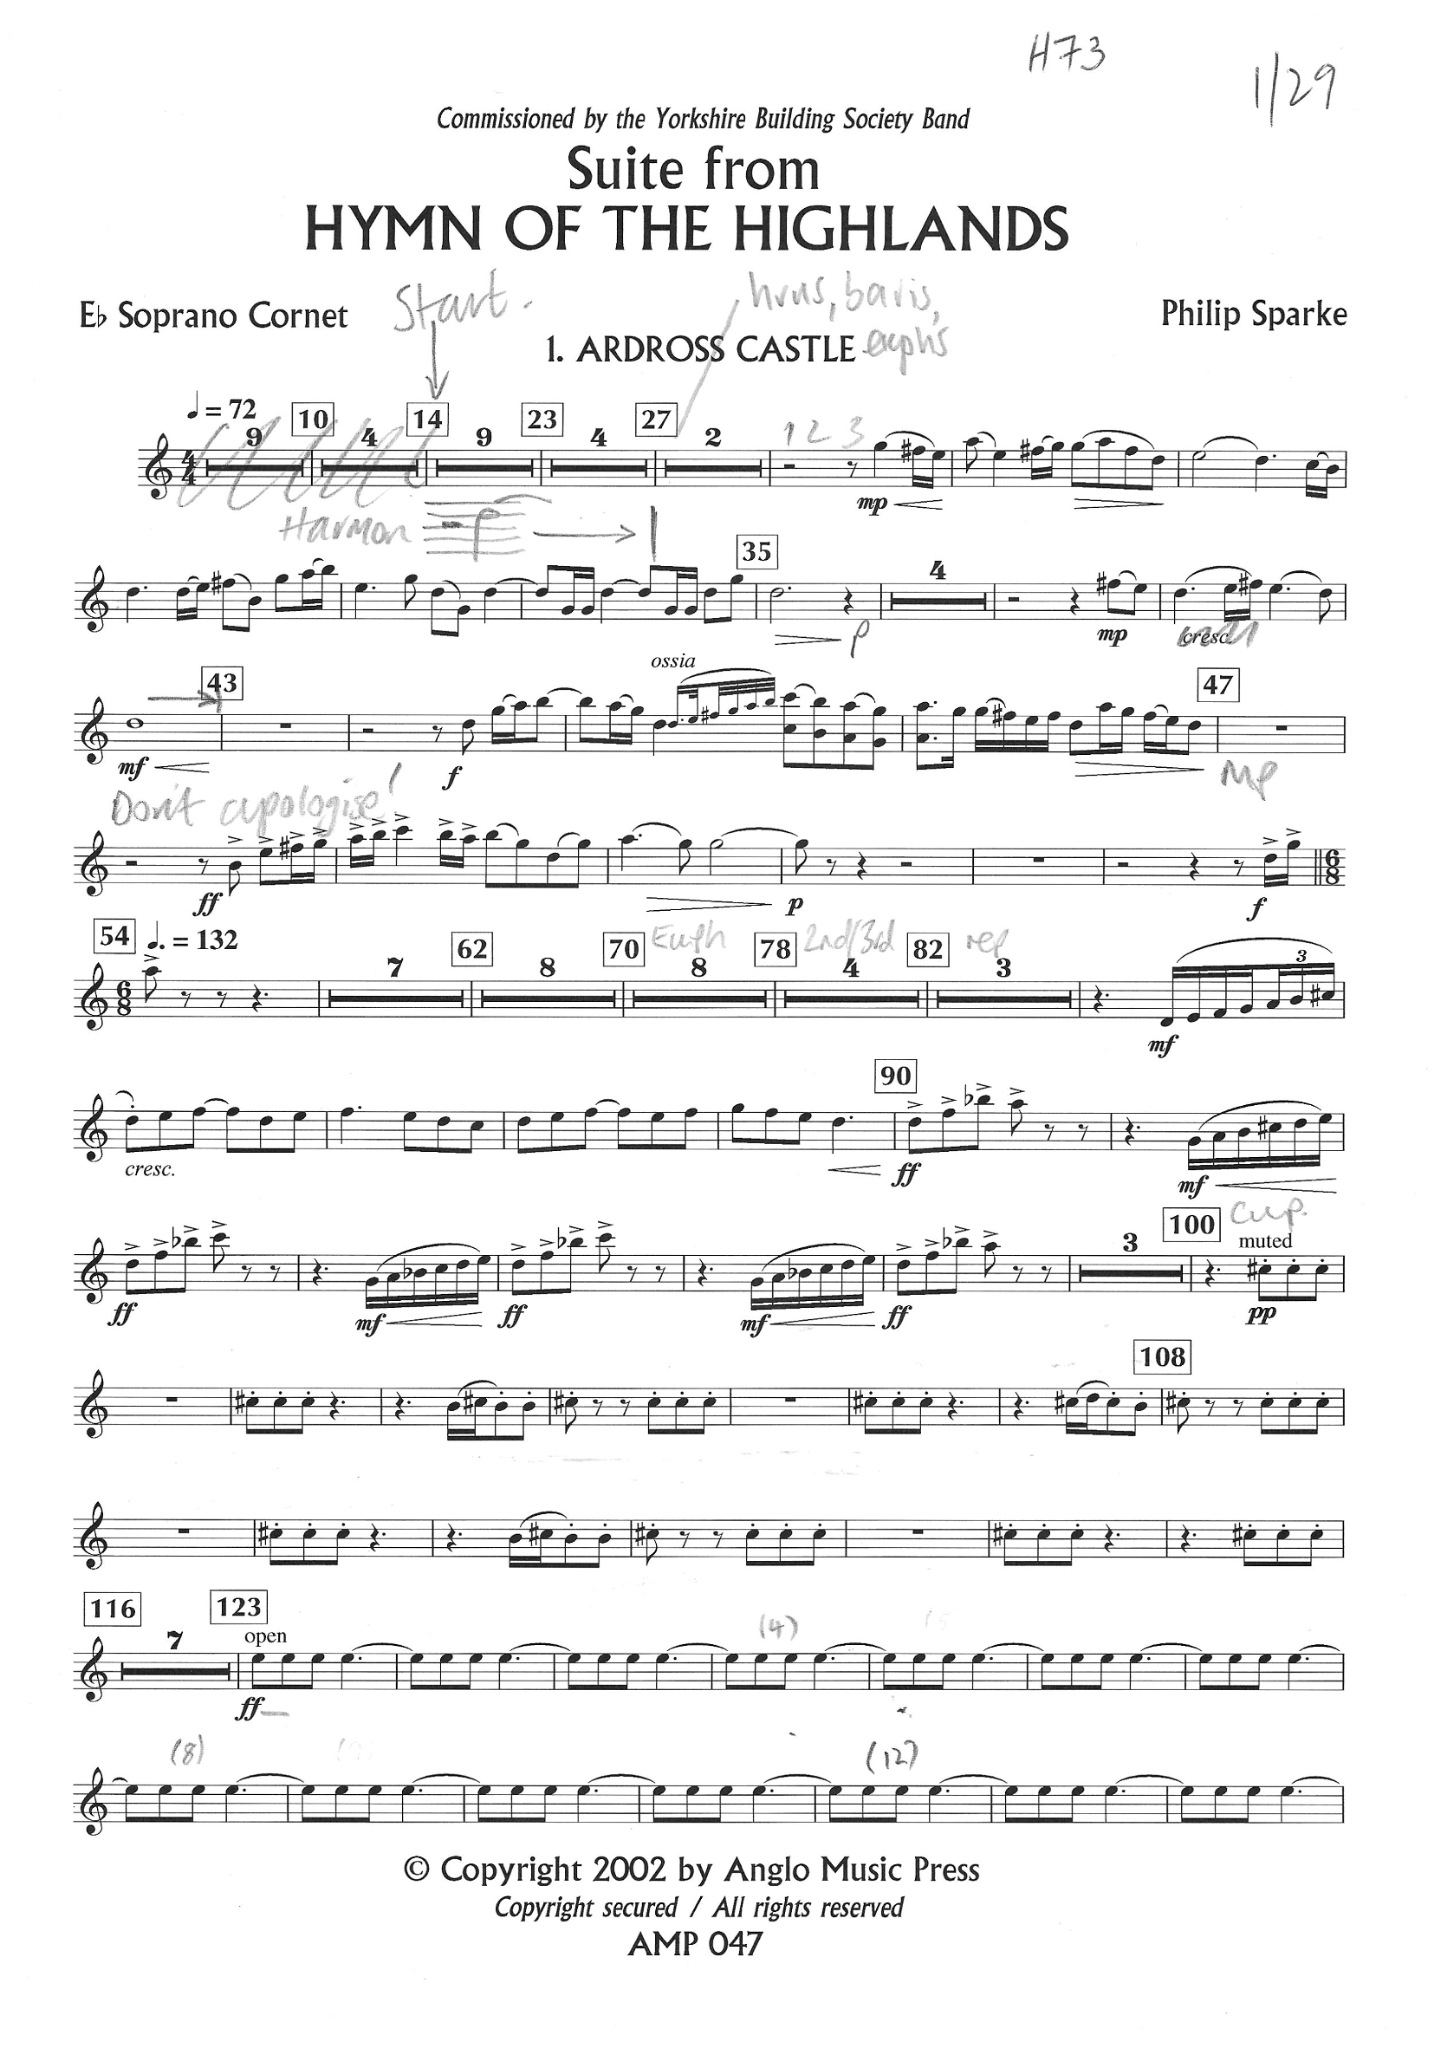 H73
1/29
Commissioned by the Yorkshire Building Society Band
Suite from
HYMN OF THE HIGHLANDS
E♭ Soprano Cornet
Start.
hrns, baris,
euph's
Philip Sparke
1. ARDROSS CASTLE
♩ = 72
9 10 4 14 9 23 4 27 2 1 2 3
mp
Harmon
35
4
p mp cresc.
43 ossia 47
mf f mp
Don't apologise!
ff p f
54 ♩. = 132 7 62 8 70 Euph 8 78 2nd/3rd 4 82 rep 3 3
mf
90
cresc. ff mf
3 100 cup.
muted
ff mf ff mf ff pp
108
116 7 123
open (4)
ff
(8) (12)
© Copyright 2002 by Anglo Music Press
Copyright secured / All rights reserved
AMP 047